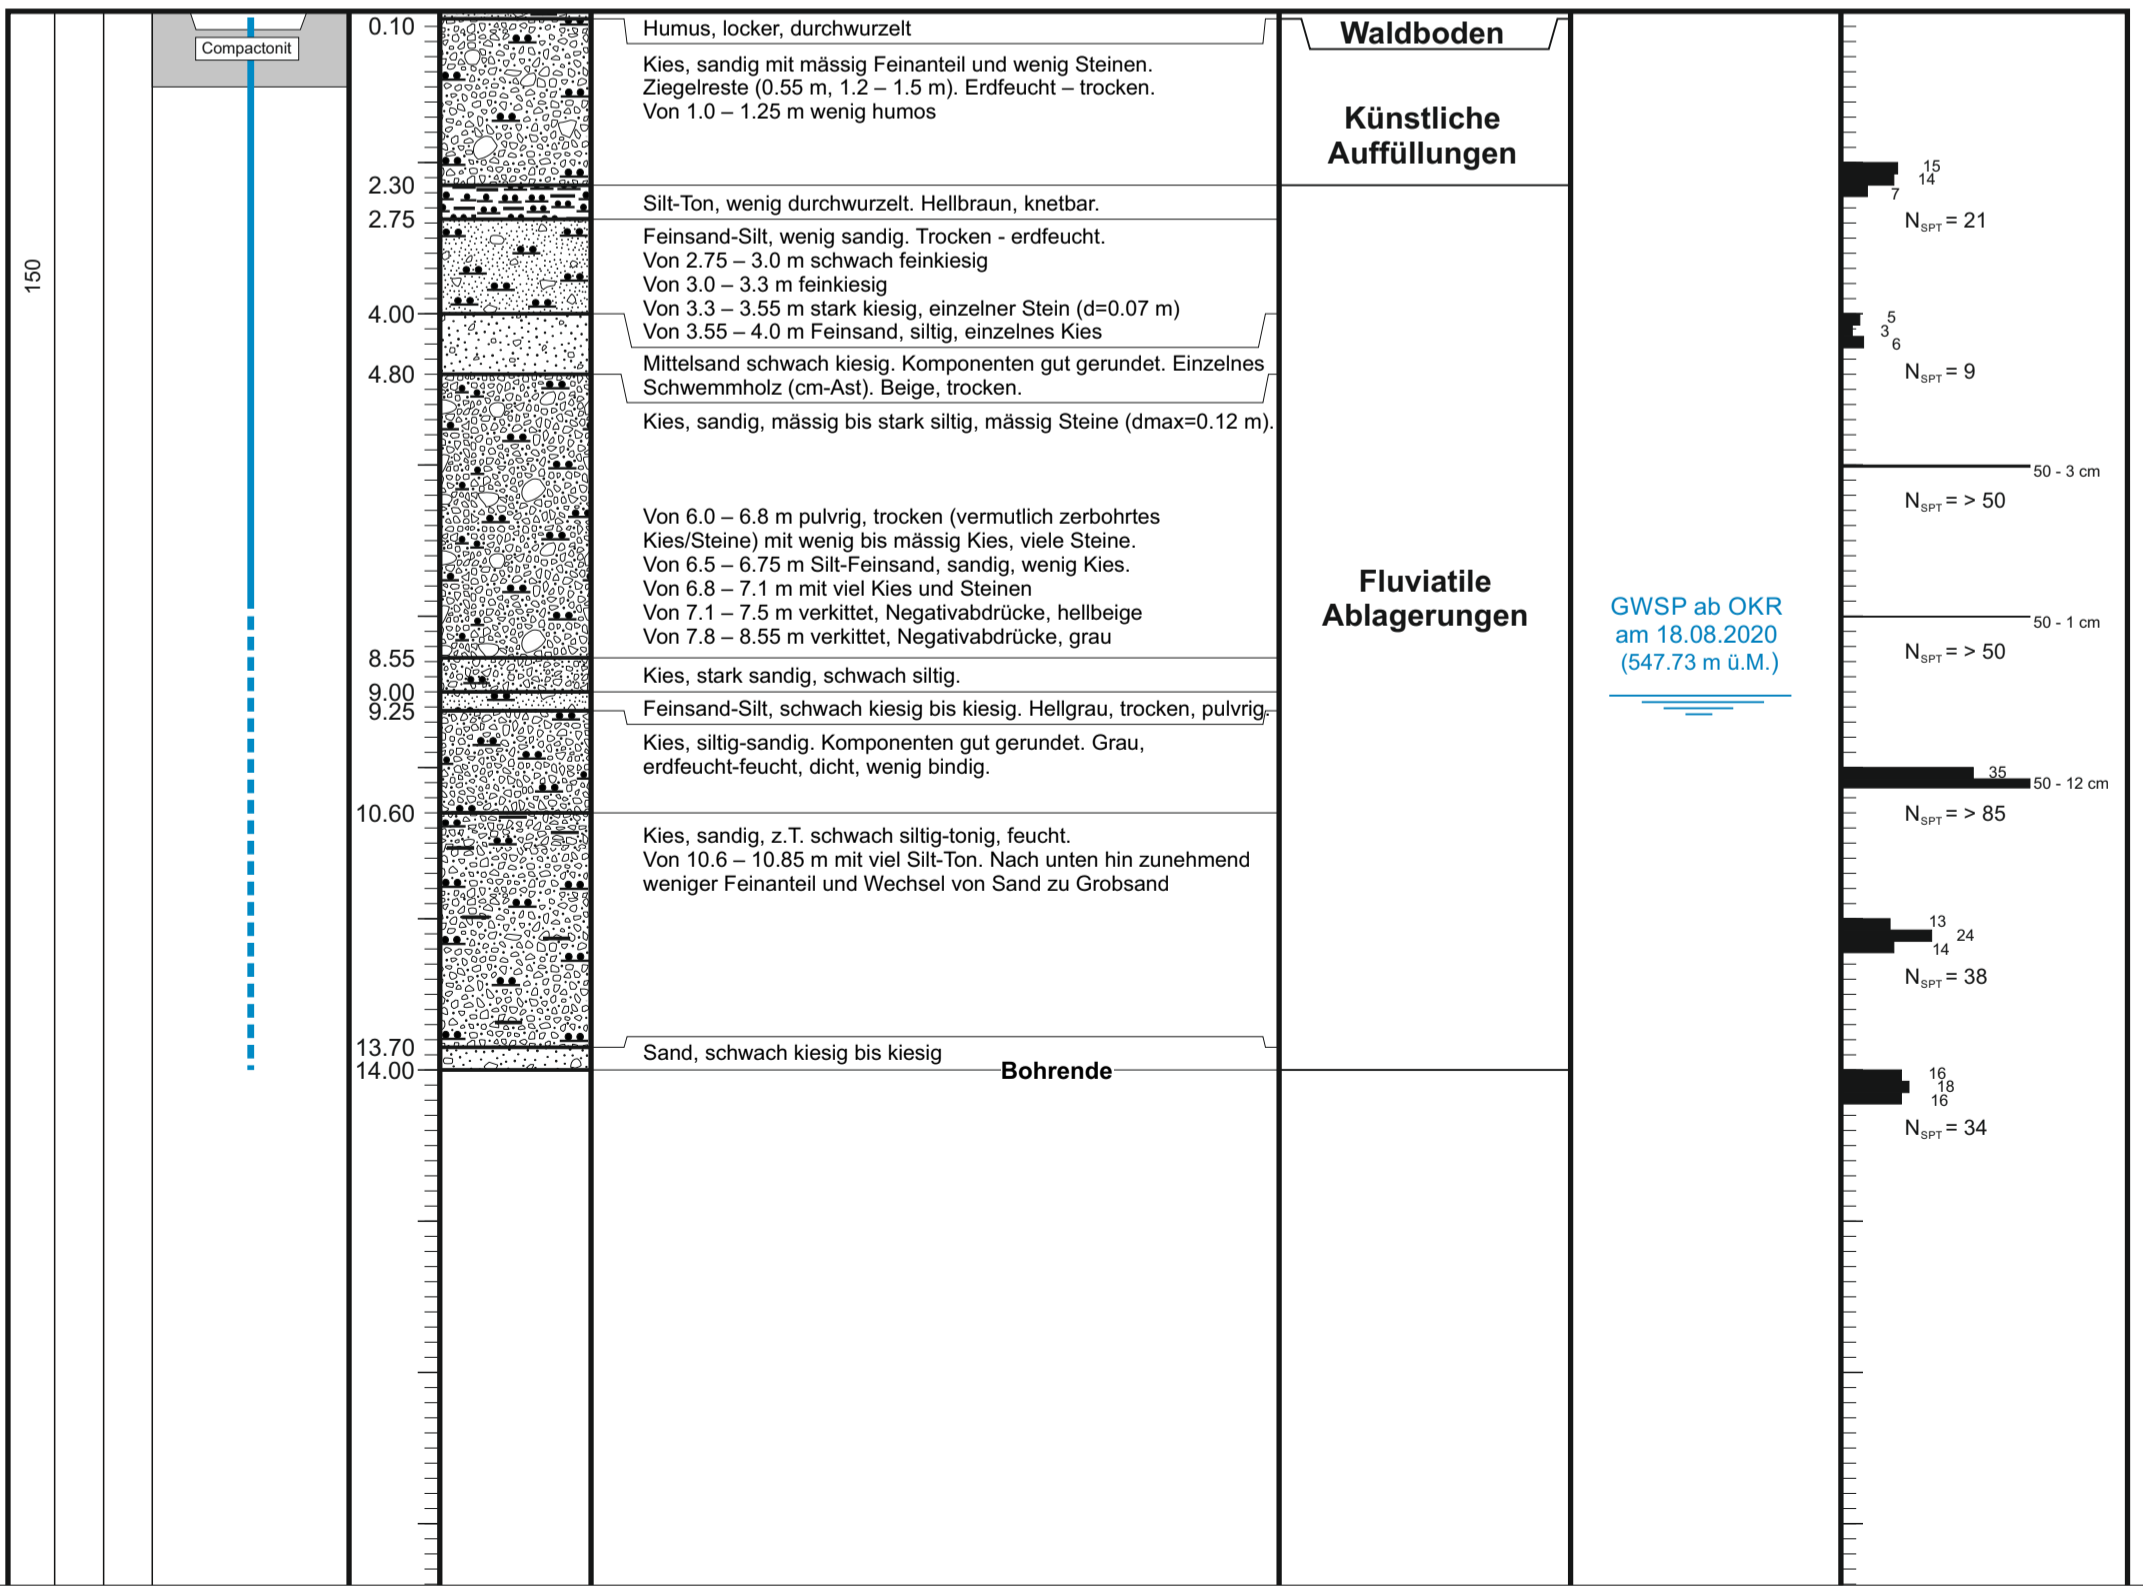 150
Compactonit
0.10
2.30
2.75
4.00
4.80
8.55
9.00
9.25
10.60
13.70
14.00
Humus, locker, durchwurzelt
Kies, sandig mit mässig Feinanteil und wenig Steinen.
Ziegelreste (0.55 m, 1.2 – 1.5 m). Erdfeucht – trocken.
Von 1.0 – 1.25 m wenig humos
Silt-Ton, wenig durchwurzelt. Hellbraun, knetbar.
Feinsand-Silt, wenig sandig. Trocken - erdfeucht.
Von 2.75 – 3.0 m schwach feinkiesig
Von 3.0 – 3.3 m feinkiesig
Von 3.3 – 3.55 m stark kiesig, einzelner Stein (d=0.07 m)
Von 3.55 – 4.0 m Feinsand, siltig, einzelnes Kies
Mittelsand schwach kiesig. Komponenten gut gerundet. Einzelnes
Schwemmholz (cm-Ast). Beige, trocken.
Kies, sandig, mässig bis stark siltig, mässig Steine (dmax=0.12 m).
Von 6.0 – 6.8 m pulvrig, trocken (vermutlich zerbohrtes
Kies/Steine) mit wenig bis mässig Kies, viele Steine.
Von 6.5 – 6.75 m Silt-Feinsand, sandig, wenig Kies.
Von 6.8 – 7.1 m mit viel Kies und Steinen
Von 7.1 – 7.5 m verkittet, Negativabdrücke, hellbeige
Von 7.8 – 8.55 m verkittet, Negativabdrücke, grau
Kies, stark sandig, schwach siltig.
Feinsand-Silt, schwach kiesig bis kiesig. Hellgrau, trocken, pulvrig.
Kies, siltig-sandig. Komponenten gut gerundet. Grau,
erdfeucht-feucht, dicht, wenig bindig.
Kies, sandig, z.T. schwach siltig-tonig, feucht.
Von 10.6 – 10.85 m mit viel Silt-Ton. Nach unten hin zunehmend
weniger Feinanteil und Wechsel von Sand zu Grobsand
Sand, schwach kiesig bis kiesig
Bohrende
Waldboden
Künstliche
Auffüllungen
Fluviatile
Ablagerungen
GWSP ab OKR
am 18.08.2020
(547.73 m ü.M.)
15
14
7
N_SPT = 21
5
3
6
N_SPT = 9
50 - 3 cm
N_SPT = > 50
50 - 1 cm
N_SPT = > 50
35
50 - 12 cm
N_SPT = > 85
13
24
14
N_SPT = 38
16
18
16
N_SPT = 34